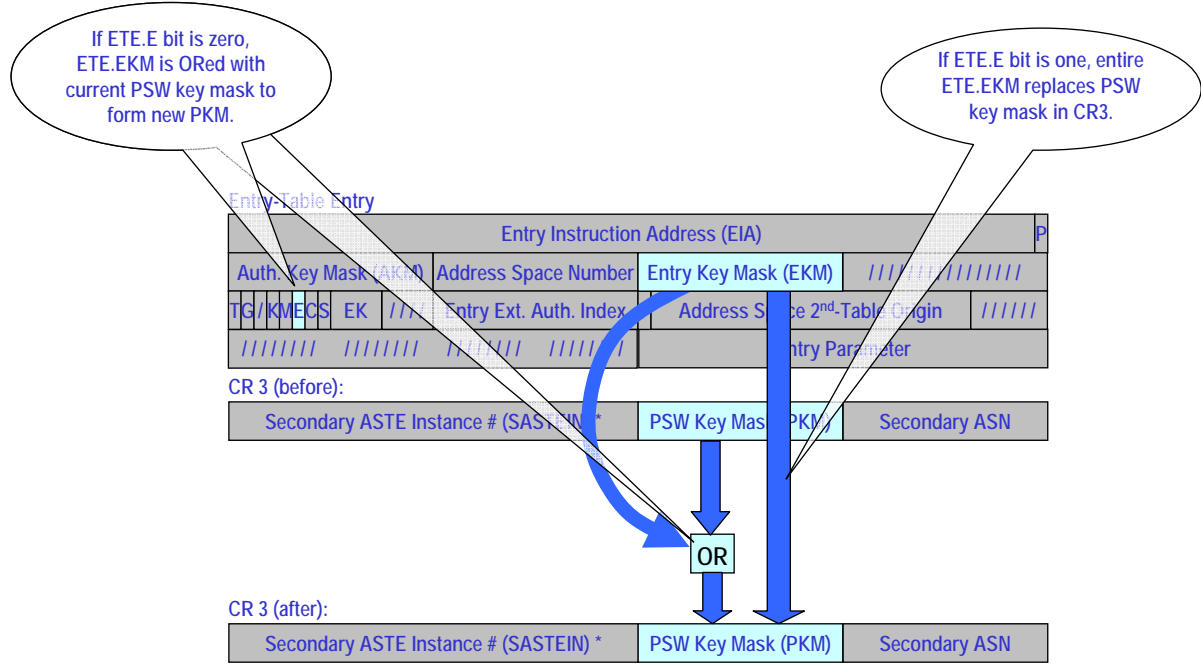 If ETE.E bit is zero,
ETE.EKM is ORed with
current PSW key mask to
form new PKM.
If ETE.E bit is one, entire
ETE.EKM replaces PSW
key mask in CR3.
Entry-Table Entry
Entry Instruction Address (EIA) P
Auth. Key Mask (AKM) Address Space Number Entry Key Mask (EKM) / / / / / / / / / / / / / / /
T G / K M E C S EK / / / / Entry Ext. Auth. Index Address Space 2nd-Table Origin / / / / / /
/ / / / / / / / / / / / / / / / / / / / / / / / / / / / / / / / Entry Parameter
CR 3 (before):
Secondary ASTE Instance # (SASTEIN) * PSW Key Mask (PKM) Secondary ASN
OR
CR 3 (after):
Secondary ASTE Instance # (SASTEIN) * PSW Key Mask (PKM) Secondary ASN